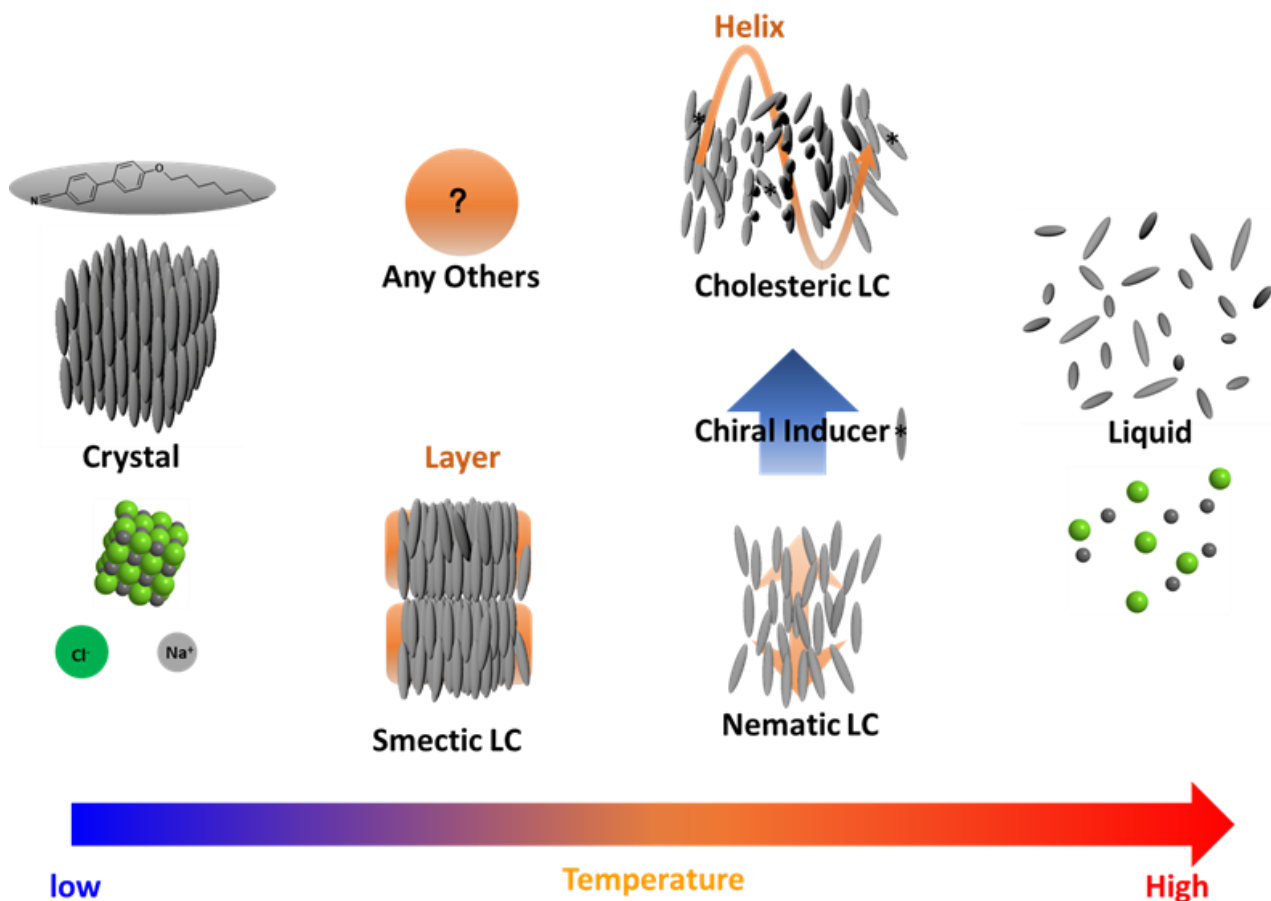 Helix
N
O
?
Any Others
*
*
*
Cholesteric LC
Crystal
Layer
Chiral Inducer *
Liquid
Cl-
Na+
Smectic LC
Nematic LC
low
Temperature
High